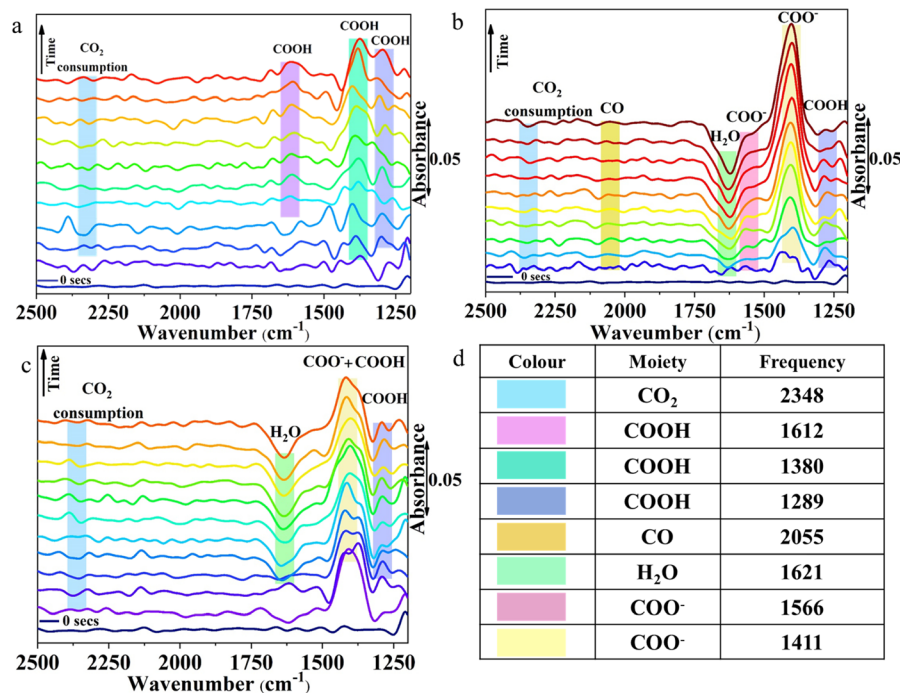 a
Time
CO2
consumption
COOH
COOH
COOH
Absorbance
0.05
0 secs
2500 2250 2000 1750 1500 1250
Wavenumber (cm-1)
b
Time
CO2
consumption
CO
H2O
COO-
COO-
COOH
Absorbance
0.05
0 secs
2500 2250 2000 1750 1500 1250
Waveumber (cm-1)
c
Time
CO2
consumption
H2O
COO-+ COOH
COOH
Absorbance
0.05
0 secs
2500 2250 2000 1750 1500 1250
Wavenumber (cm-1)
d
Colour Moiety Frequency
CO2 2348
COOH 1612
COOH 1380
COOH 1289
CO 2055
H2O 1621
COO- 1566
COO- 1411